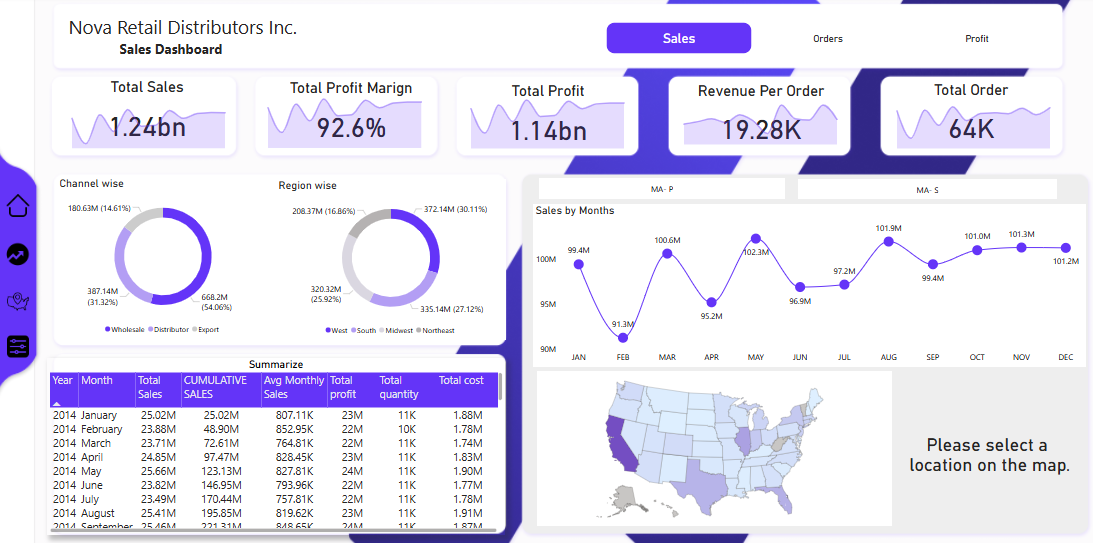 Nova Retail Distributors Inc.
Sales Dashboard
Sales
Orders
Profit
Total Sales
1.24bn
Total Profit Marign
92.6%
Total Profit
1.14bn
Revenue Per Order
19.28K
Total Order
64K
Channel wise
180.63M (14.61%)
387.14M
(31.32%)
668.2M
(54.06%)
Wholesale Distributor Export
Region wise
208.37M (16.86%)
372.14M (30.11%)
320.32M
(25.92%)
335.14M (27.12%)
West South Midwest Northeast
MA- P
MA- S
Sales by Months
100M
95M
90M
99.4M
91.3M
100.6M
95.2M
102.3M
96.9M
97.2M
101.9M
99.4M
101.0M
101.3M
101.2M
JAN FEB MAR APR MAY JUN JUL AUG SEP OCT NOV DEC
Summarize
Year Month Total Sales CUMULATIVE SALES Avg Monthly Sales Total profit Total quantity Total cost
2014 January 25.02M 25.02M 807.11K 23M 11K 1.88M
2014 February 23.88M 48.90M 852.95K 22M 10K 1.78M
2014 March 23.71M 72.61M 764.81K 22M 11K 1.74M
2014 April 24.85M 97.47M 828.45K 23M 11K 1.83M
2014 May 25.66M 123.13M 827.81K 24M 11K 1.90M
2014 June 23.82M 146.95M 793.96K 22M 11K 1.77M
2014 July 23.49M 170.44M 757.81K 22M 11K 1.78M
2014 August 25.41M 195.85M 819.62K 23M 11K 1.91M
2014 September 25.46M 221.31M 848.65K 24M 11K 1.87M
Please select a
location on the map.